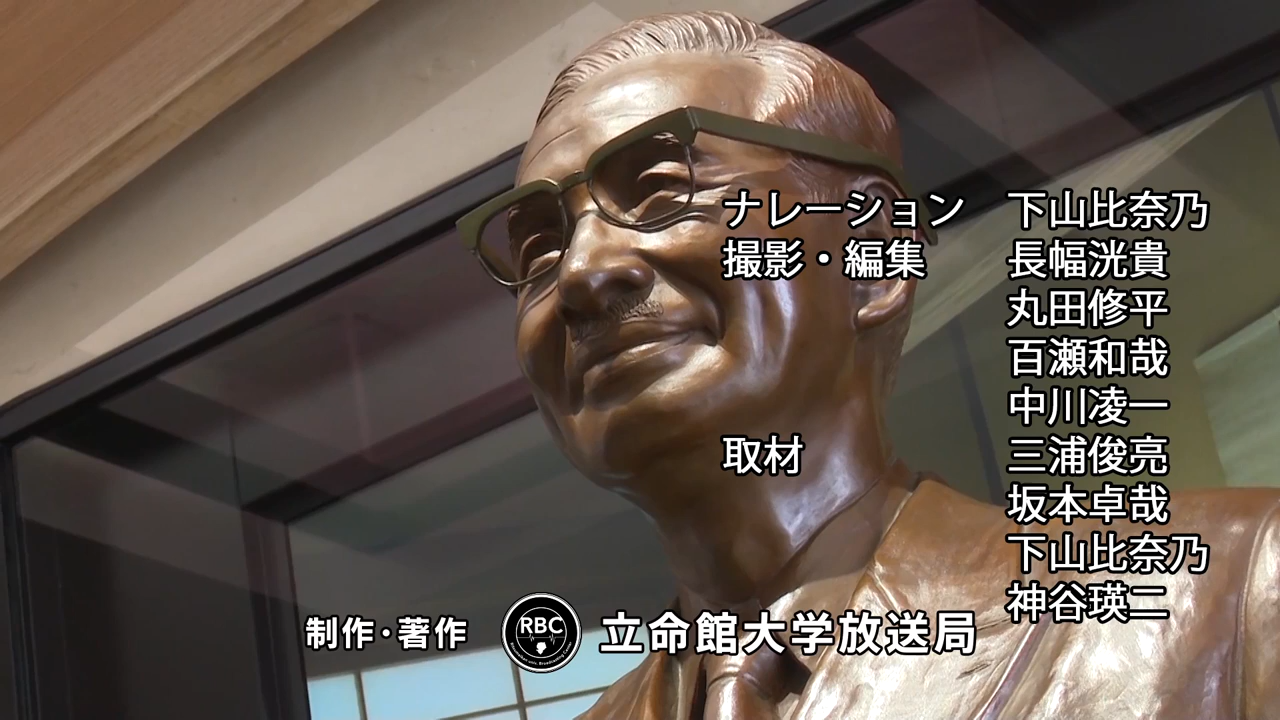 ナレーション 下山比奈乃
撮影・編集 長幅洸貴
丸田修平
百瀬和哉
中川凌一
取材 三浦俊亮
坂本卓哉
下山比奈乃
神谷瑛二
制作・著作 RBC 立命館大学放送局